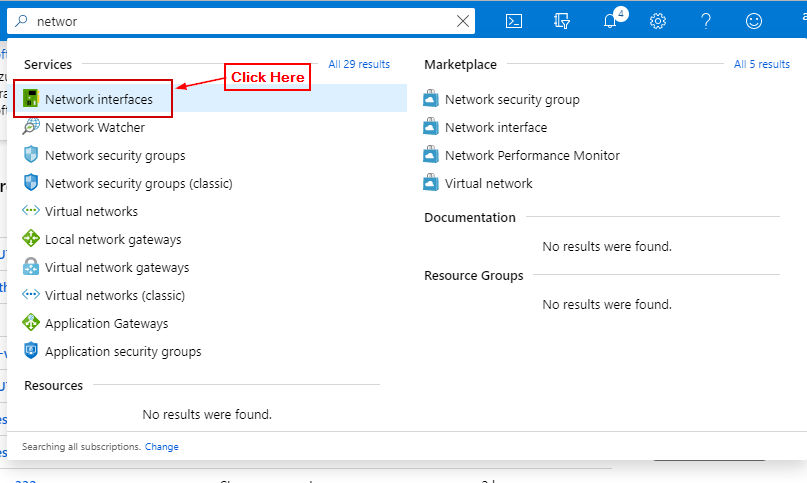 networ
4
Services
All 29 results
Network interfaces
Click Here
Network Watcher
Network security groups
Network security groups (classic)
Virtual networks
Local network gateways
Virtual network gateways
Virtual networks (classic)
Application Gateways
Application security groups
Resources
No results were found.
Marketplace
All 5 results
Network security group
Network interface
Network Performance Monitor
Virtual network
Documentation
No results were found.
Resource Groups
No results were found.
Searching all subscriptions. Change